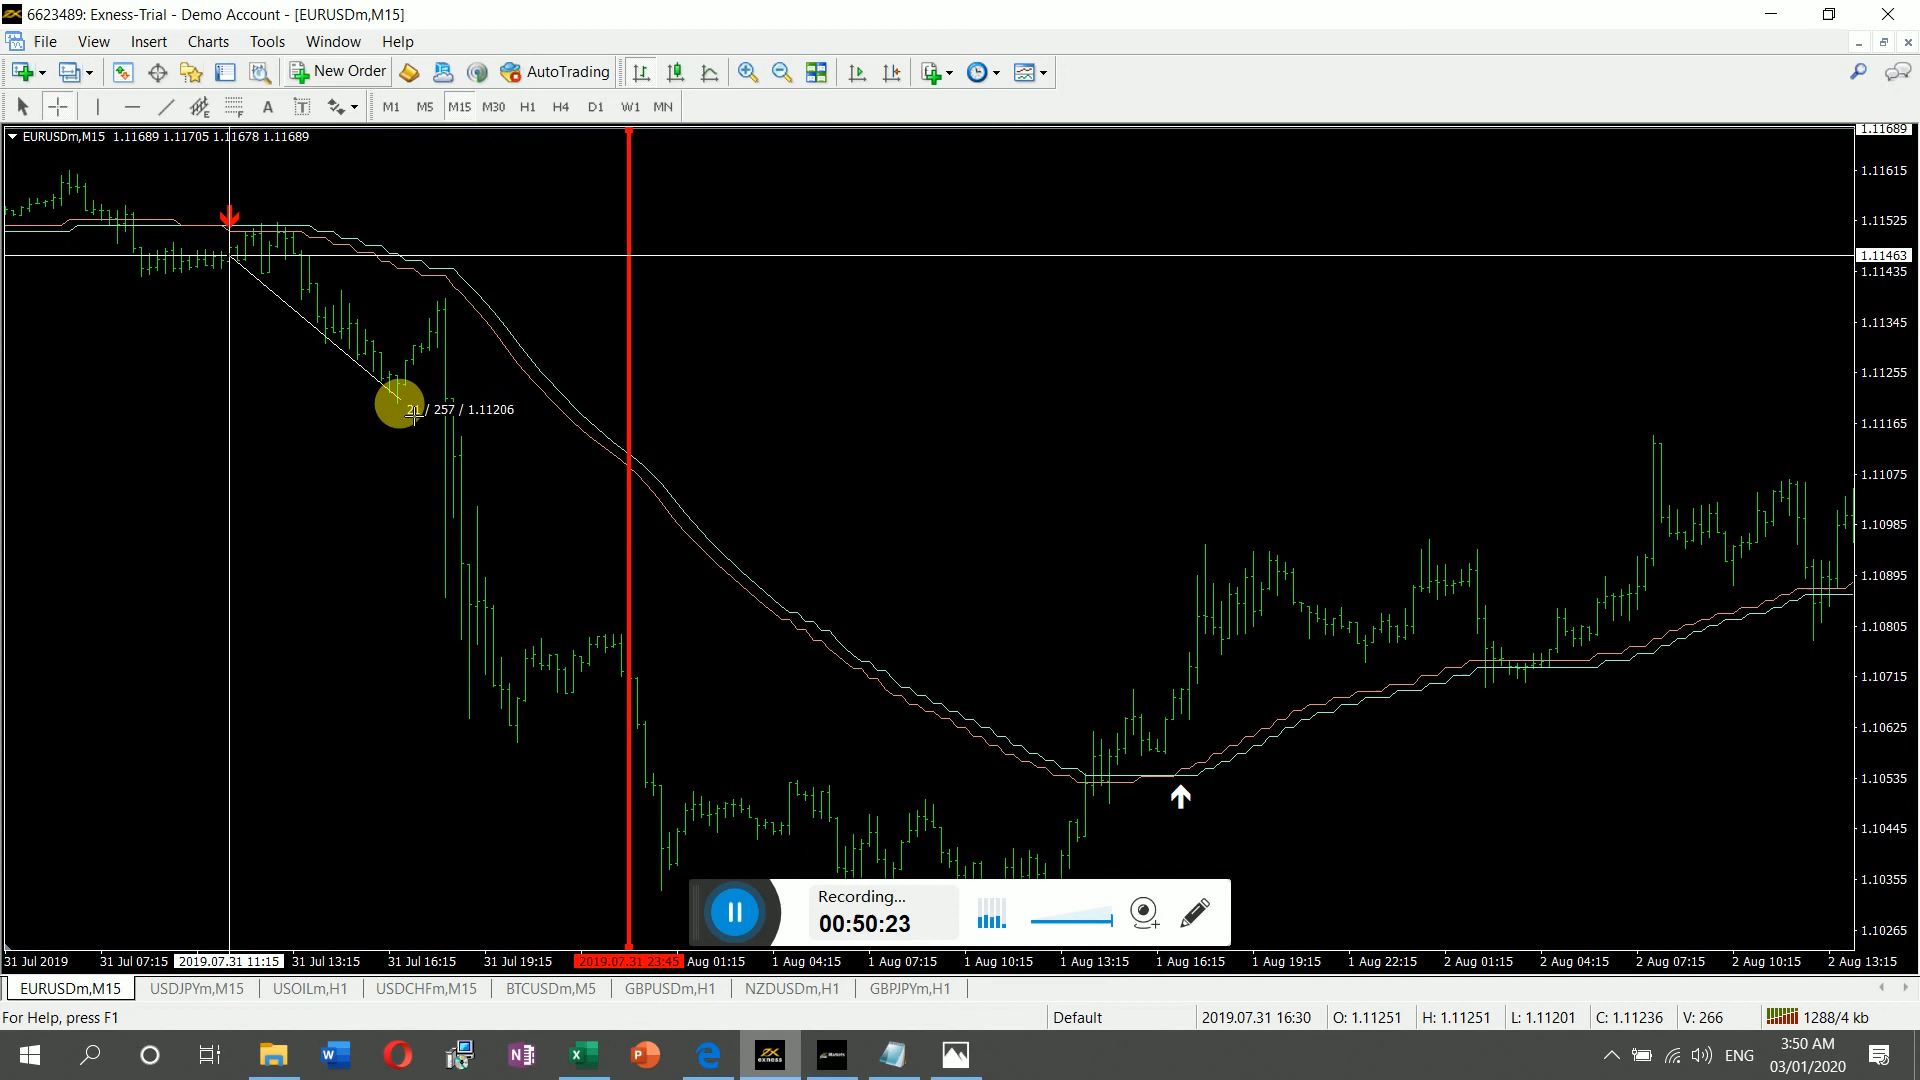 6623489: Exness-Trial - Demo Account - [EURUSDm,M15]
File View Insert Charts Tools Window Help
New Order AutoTrading
A T M1 M5 M15 M30 H1 H4 D1 W1 MN
EURUSDm,M15 1.11689 1.11705 1.11678 1.11689
1.11689
1.11615
1.11525
1.11463
1.11435
1.11345
1.11255
21 / 257 / 1.11206
1.11165
1.11075
1.10985
1.10895
1.10805
1.10715
1.10625
1.10535
1.10445
1.10355
1.10265
Recording...
00:50:23
31 Jul 2019 31 Jul 07:15 2019.07.31 11:15 31 Jul 13:15 31 Jul 16:15 31 Jul 19:15 2019.07.31 23:45 Aug 01:15 1 Aug 04:15 1 Aug 07:15 1 Aug 10:15 1 Aug 13:15 1 Aug 16:15 1 Aug 19:15 1 Aug 22:15 2 Aug 01:15 2 Aug 04:15 2 Aug 07:15 2 Aug 10:15 2 Aug 13:15
EURUSDm,M15 USDJPYm,M15 USOILm,H1 USDCHFm,M15 BTCUSDm,M5 GBPUSDm,H1 NZDUSDm,H1 GBPJPYm,H1
For Help, press F1 Default 2019.07.31 16:30 O: 1.11251 H: 1.11251 L: 1.11201 C: 1.11236 V: 266 1288/4 kb
ENG 3:50 AM
03/01/2020